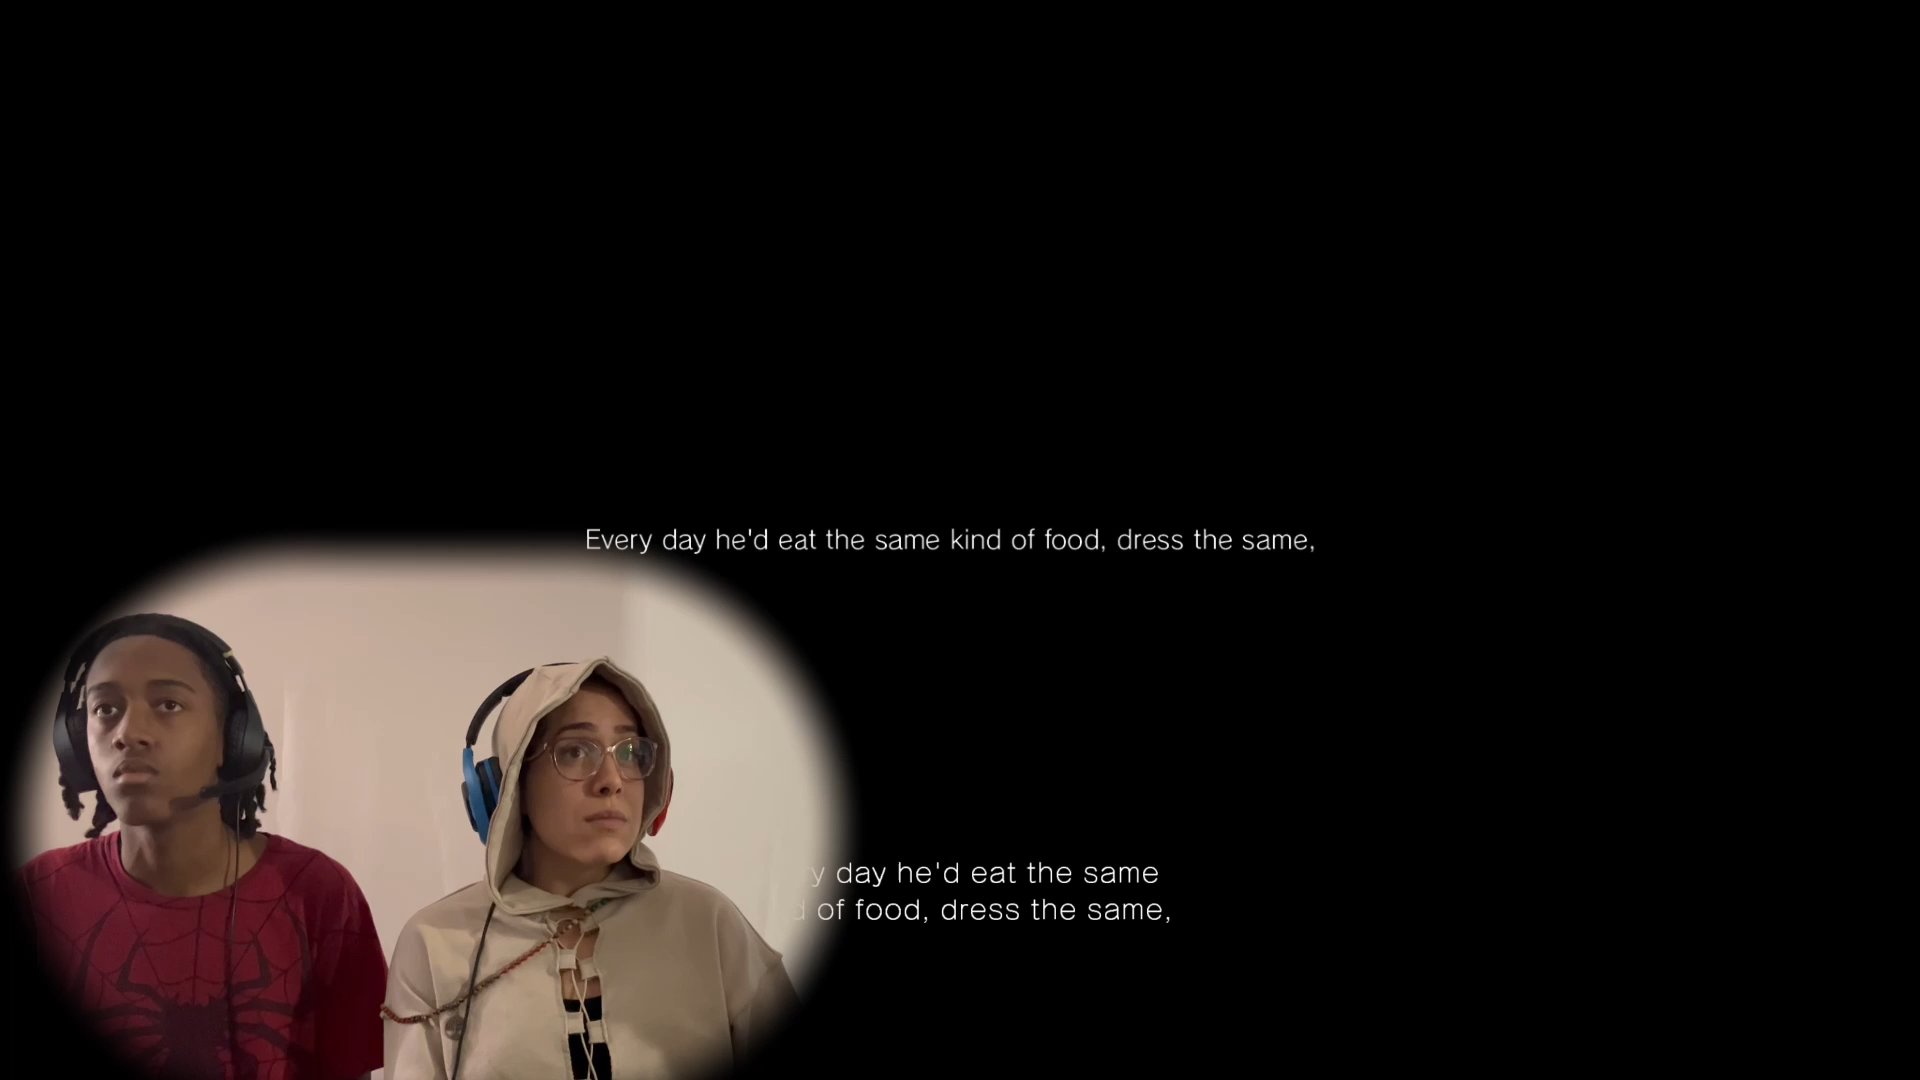 Every day he'd eat the same kind of food, dress the same,
day he'd eat the same
of food, dress the same,